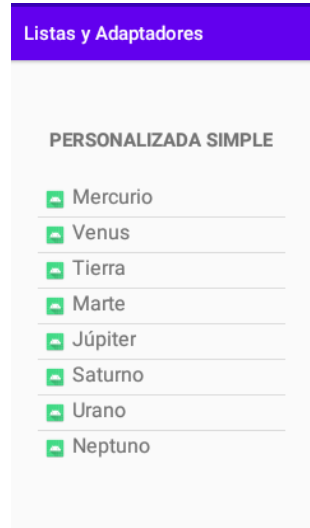 Listas y Adaptadores
PERSONALIZADA SIMPLE
Mercurio
Venus
Tierra
Marte
Júpiter
Saturno
Urano
Neptuno